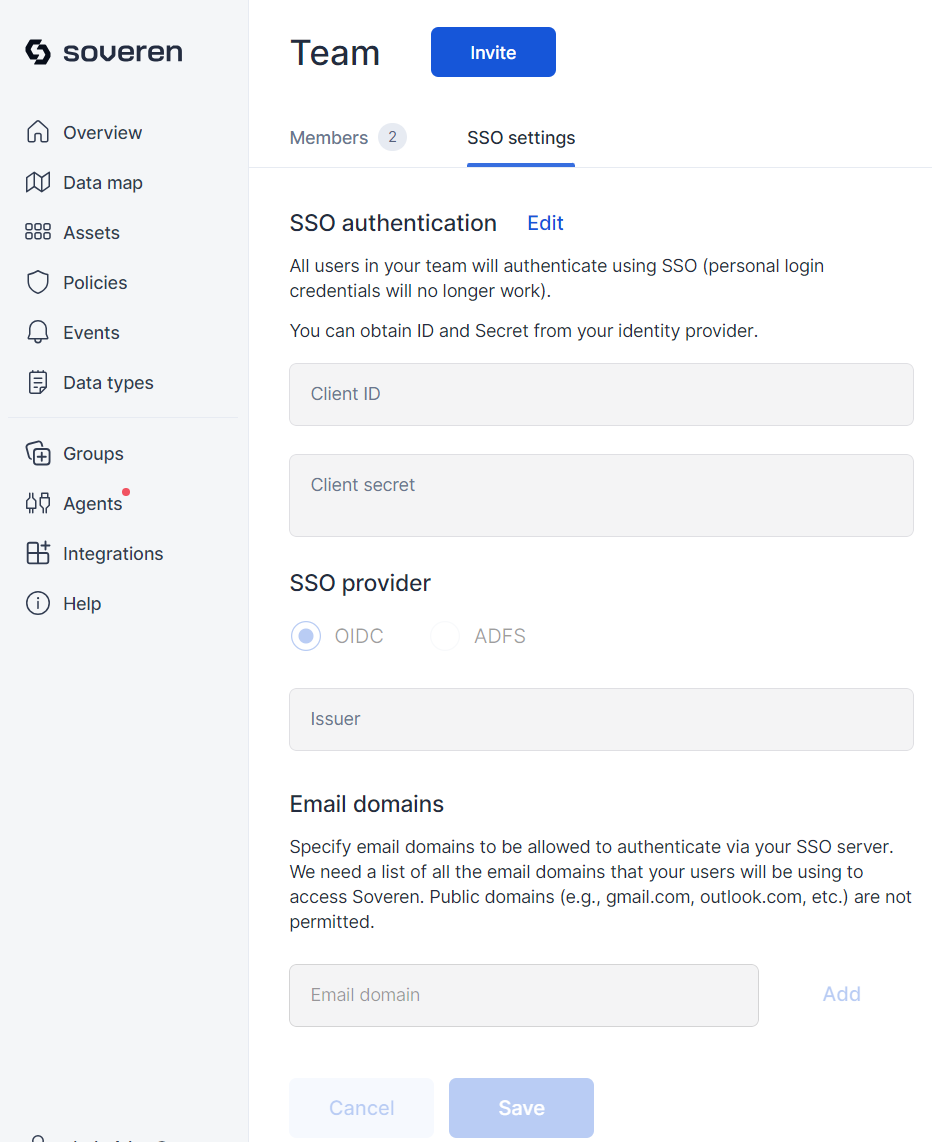 soveren
Overview
Data map
Assets
Policies
Events
Data types
Groups
Agents
Integrations
Help
Team
Invite
Members 2
SSO settings
SSO authentication
Edit
All users in your team will authenticate using SSO (personal login
credentials will no longer work).
You can obtain ID and Secret from your identity provider.
Client ID
Client secret
SSO provider
OIDC
ADFS
Issuer
Email domains
Specify email domains to be allowed to authenticate via your SSO server.
We need a list of all the email domains that your users will be using to
access Soveren. Public domains (e.g., gmail.com, outlook.com, etc.) are not
permitted.
Email domain
Add
Cancel
Save